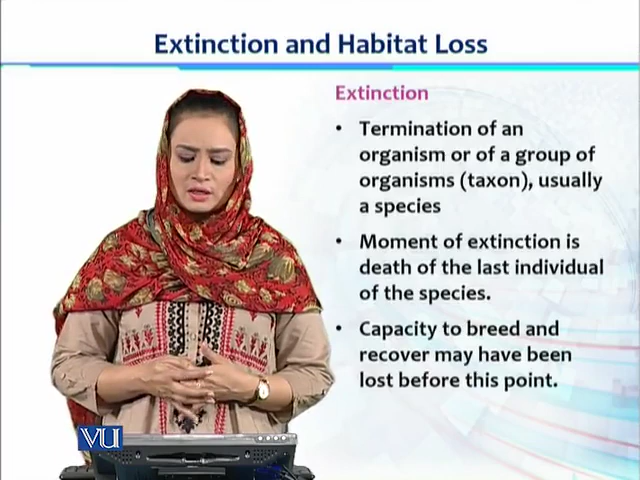 Extinction and Habitat Loss
Extinction
• Termination of an
organism or of a group of
organisms (taxon), usually
a species
• Moment of extinction is
death of the last individual
of the species.
• Capacity to breed and
recover may have been
lost before this point.
VU